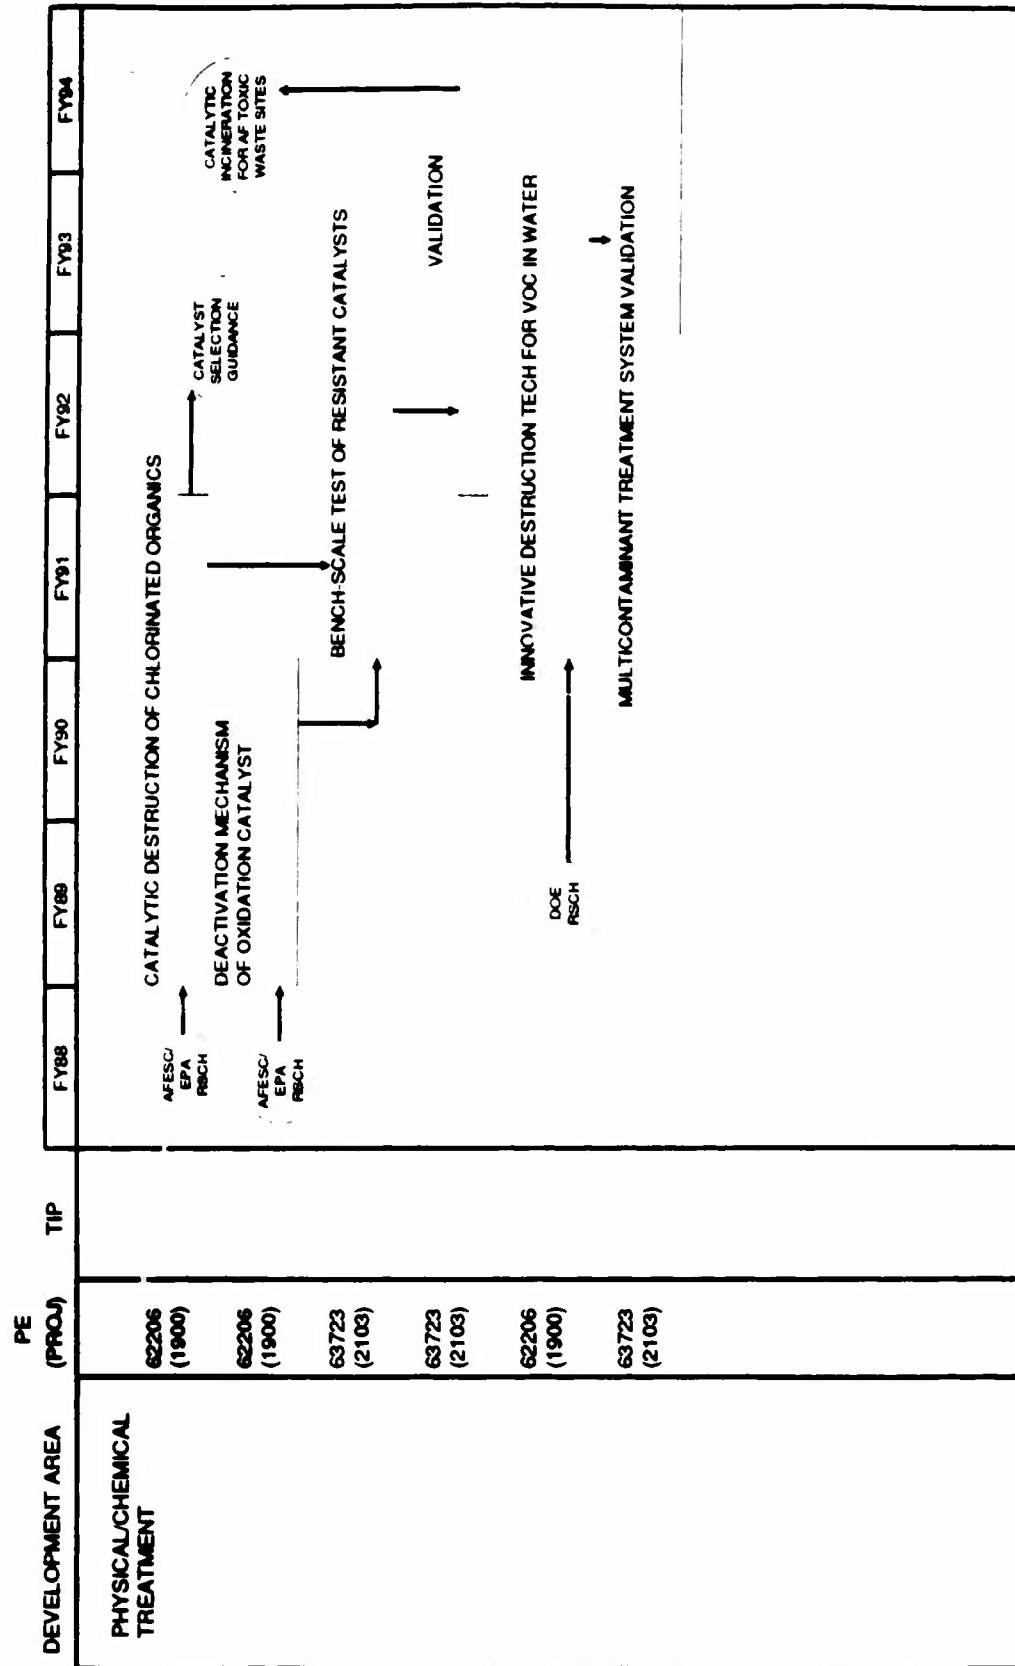 DEVELOPMENT AREA
PE
(PROJ)
TIP
FY88
FY89
FY90
FY91
FY92
FY93
FY94
PHYSICAL/CHEMICAL
TREATMENT
62206
(1900)
AFESC/
EPA
RSCH
CATALYTIC DESTRUCTION OF CHLORINATED ORGANICS
CATALYST
SELECTION
GUIDANCE
CATALYTIC
INCINERATION
FOR AF TOXIC
WASTE SITES
62206
(1900)
AFESC/
EPA
RSCH
DEACTIVATION MECHANISM
OF OXIDATION CATALYST
63723
(2103)
BENCH-SCALE TEST OF RESISTANT CATALYSTS
63723
(2103)
VALIDATION
62206
(1900)
DOE
RSCH
INNOVATIVE DESTRUCTION TECH FOR VOC IN WATER
63723
(2103)
MULTICONTAMINANT TREATMENT SYSTEM VALIDATION